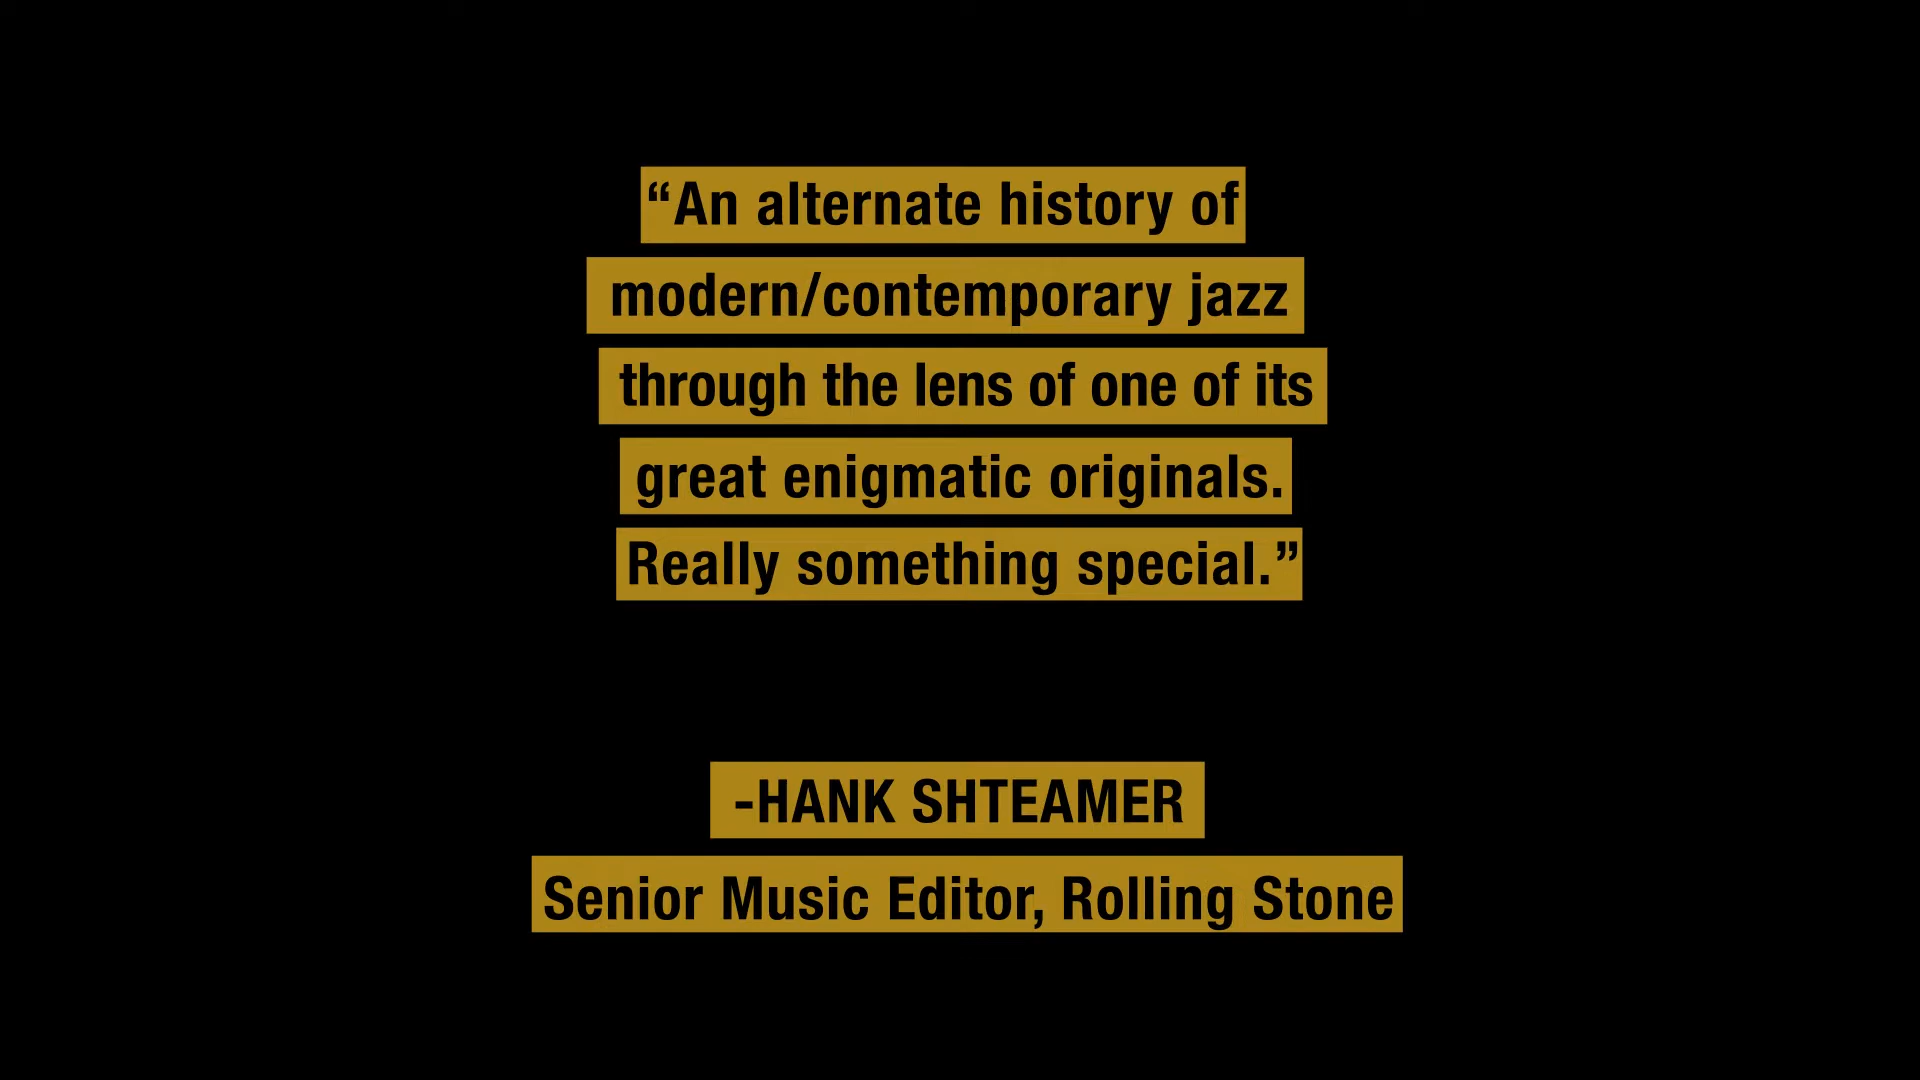 “An alternate history of
modern/contemporary jazz
through the lens of one of its
great enigmatic originals.
Really something special.”
-HANK SHTEAMER
Senior Music Editor, Rolling Stone